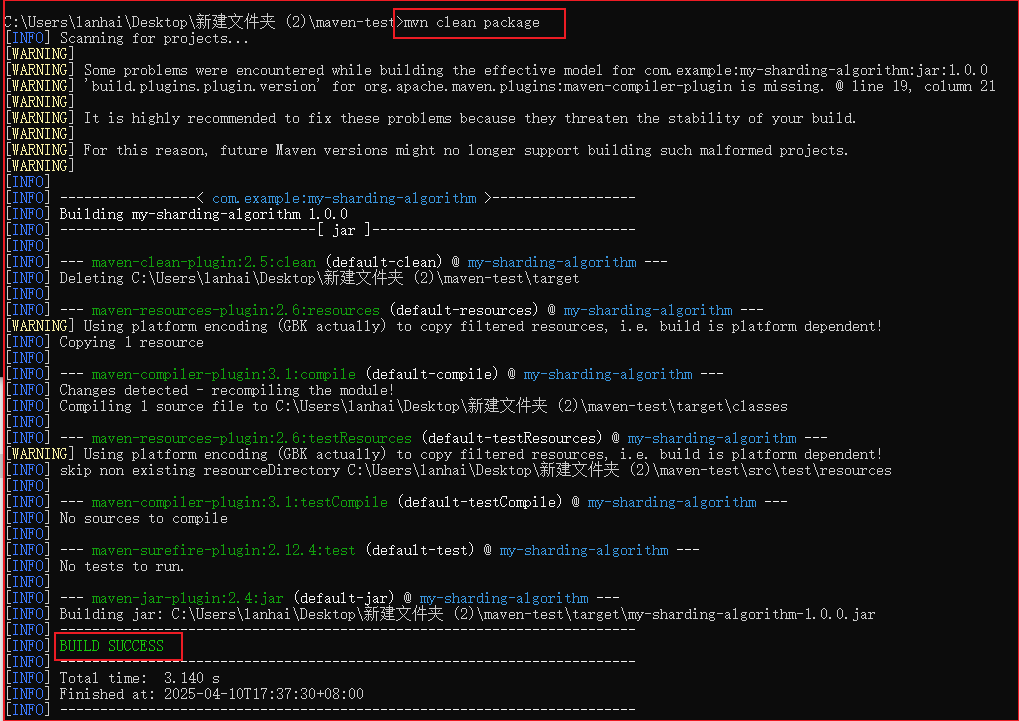 C:\Users\lanhai\Desktop\新建文件夹 (2)\maven-test>mvn clean package
[INFO] Scanning for projects...
[WARNING]
[WARNING] Some problems were encountered while building the effective model for com.example:my-sharding-algorithm:jar:1.0.0
[WARNING] 'build.plugins.plugin.version' for org.apache.maven.plugins:maven-compiler-plugin is missing. @ line 19, column 21
[WARNING]
[WARNING] It is highly recommended to fix these problems because they threaten the stability of your build.
[WARNING]
[WARNING] For this reason, future Maven versions might no longer support building such malformed projects.
[WARNING]
[INFO]
[INFO] -----------------< com.example:my-sharding-algorithm >------------------
[INFO] Building my-sharding-algorithm 1.0.0
[INFO] --------------------------------[ jar ]---------------------------------
[INFO]
[INFO] --- maven-clean-plugin:2.5:clean (default-clean) @ my-sharding-algorithm ---
[INFO] Deleting C:\Users\lanhai\Desktop\新建文件夹 (2)\maven-test\target
[INFO]
[INFO] --- maven-resources-plugin:2.6:resources (default-resources) @ my-sharding-algorithm ---
[WARNING] Using platform encoding (GBK actually) to copy filtered resources, i.e. build is platform dependent!
[INFO] Copying 1 resource
[INFO]
[INFO] --- maven-compiler-plugin:3.1:compile (default-compile) @ my-sharding-algorithm ---
[INFO] Changes detected - recompiling the module!
[INFO] Compiling 1 source file to C:\Users\lanhai\Desktop\新建文件夹 (2)\maven-test\target\classes
[INFO]
[INFO] --- maven-resources-plugin:2.6:testResources (default-testResources) @ my-sharding-algorithm ---
[WARNING] Using platform encoding (GBK actually) to copy filtered resources, i.e. build is platform dependent!
[INFO] skip non existing resourceDirectory C:\Users\lanhai\Desktop\新建文件夹 (2)\maven-test\src\test\resources
[INFO]
[INFO] --- maven-compiler-plugin:3.1:testCompile (default-testCompile) @ my-sharding-algorithm ---
[INFO] No sources to compile
[INFO]
[INFO] --- maven-surefire-plugin:2.12.4:test (default-test) @ my-sharding-algorithm ---
[INFO] No tests to run.
[INFO]
[INFO] --- maven-jar-plugin:2.4:jar (default-jar) @ my-sharding-algorithm ---
[INFO] Building jar: C:\Users\lanhai\Desktop\新建文件夹 (2)\maven-test\target\my-sharding-algorithm-1.0.0.jar
[INFO] ------------------------------------------------------------------------
[INFO] BUILD SUCCESS
[INFO] ------------------------------------------------------------------------
[INFO] Total time:  3.140 s
[INFO] Finished at: 2025-04-10T17:37:30+08:00
[INFO] ------------------------------------------------------------------------